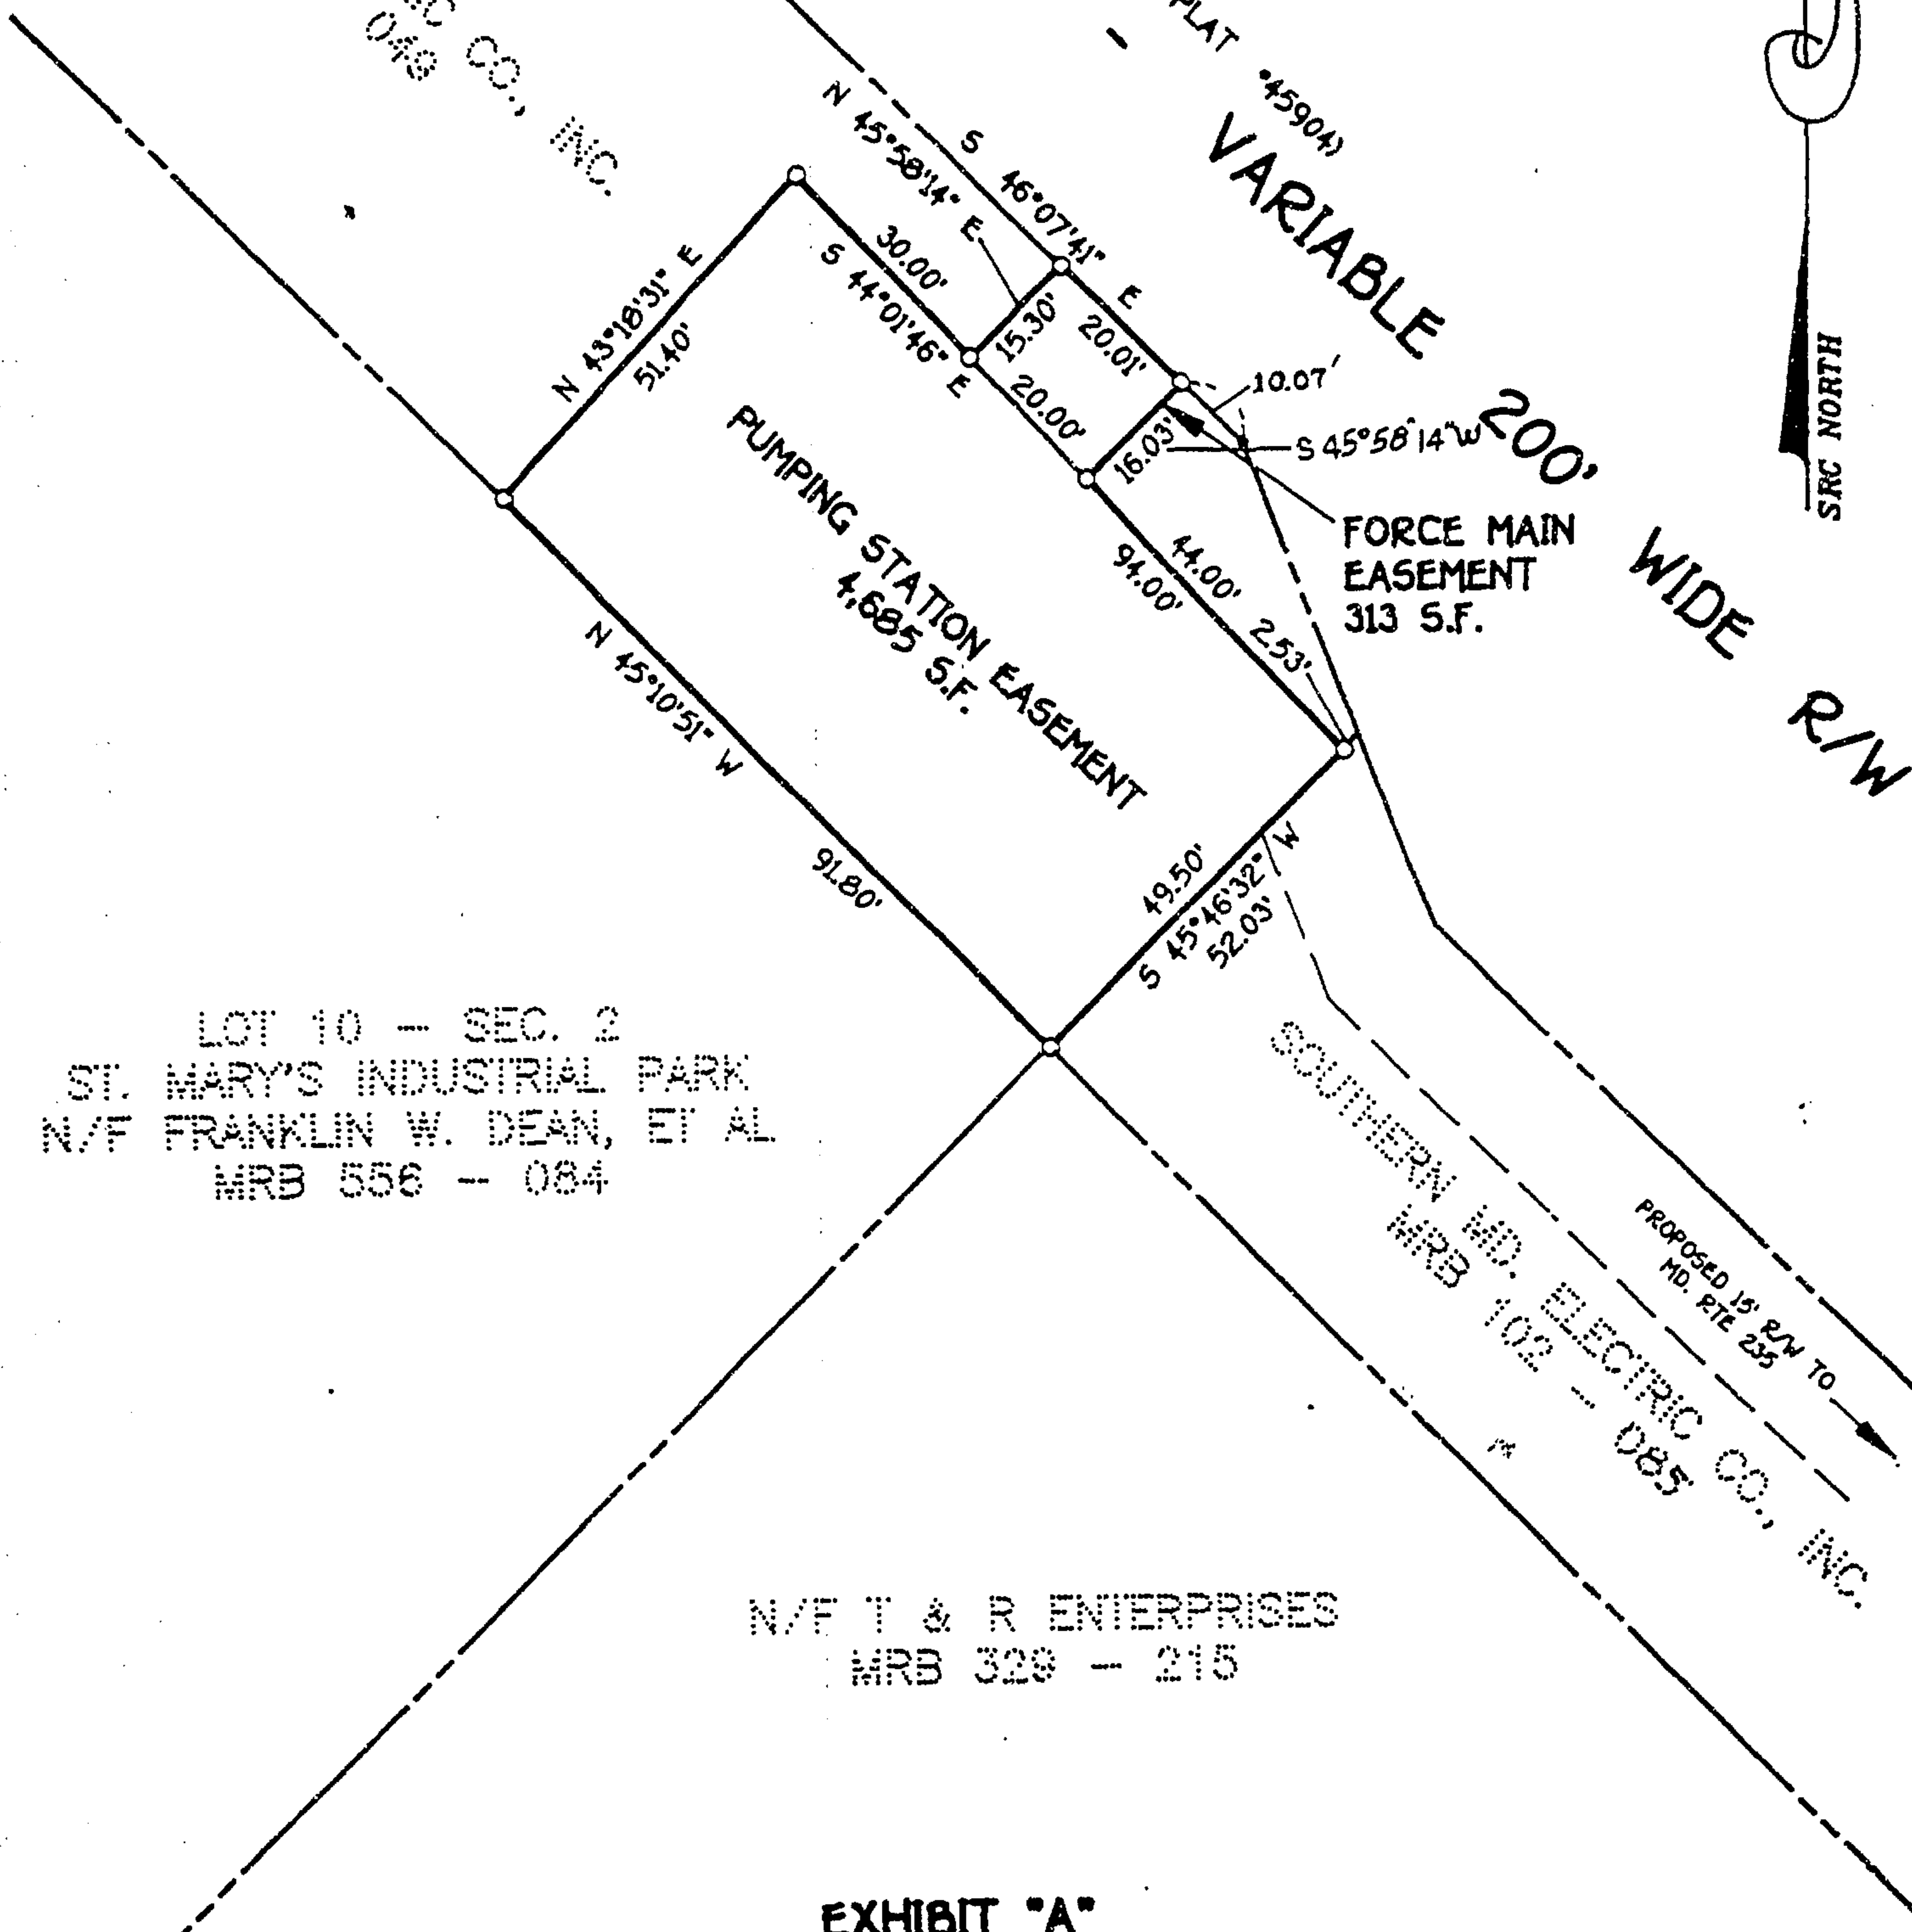 CO., INC.
049
PLAT #45904)
VARIABLE 200' WIDE R/W
SRC NORTH
N 45°58'14" E
S 46°07'41" E
30.00'
S 44°01'46" E
15.30'
20.01'
10.07'
N 43°18'31" E
51.40'
20.00'
16.03'
S 45°58'14"W
PUMPING STATION EASEMENT
4,685 S.F.
FORCE MAIN
EASEMENT
313 S.F.
44.00'
94.00'
2.53'
N 45°10'51" W
91.80'
49.50'
S 45°46'32" W
52.03'
LOT 10 - SEC. 2
ST. MARY'S INDUSTRIAL PARK
N/F FRANKLIN W. DEAN, ET AL
MRB 556 - 084
SOUTHERN MD. ELECTRIC CO., INC.
MRB 102 - 085
PROPOSED 15' R/W TO
MD. RTE 235
N/F T & R ENTERPRISES
MRB 329 - 215
EXHIBIT "A"